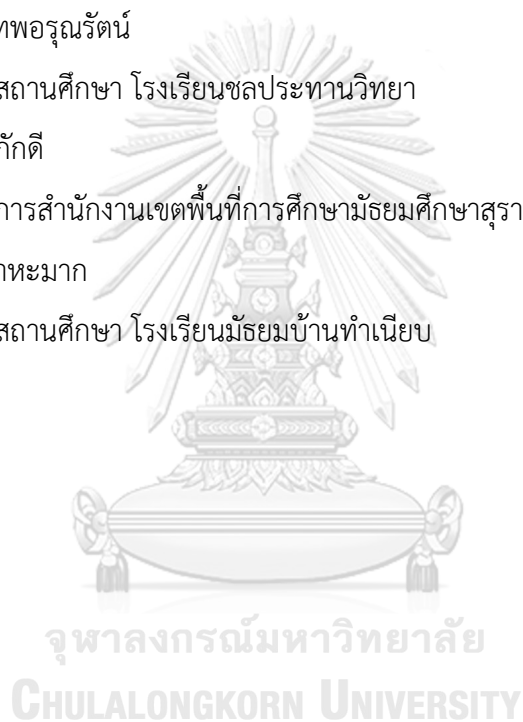 ทพอรุณรัตน์
สถานศึกษา โรงเรียนชลประทานวิทยา
ภักดี
การสำนักงานเขตพื้นที่การศึกษามัธยมศึกษาสุรา
าหะมาก
สถานศึกษา โรงเรียนมัธยมบ้านทำเนียบ
จุฬาลงกรณ์มหาวิทยาลัย
CHULALONGKORN UNIVERSITY